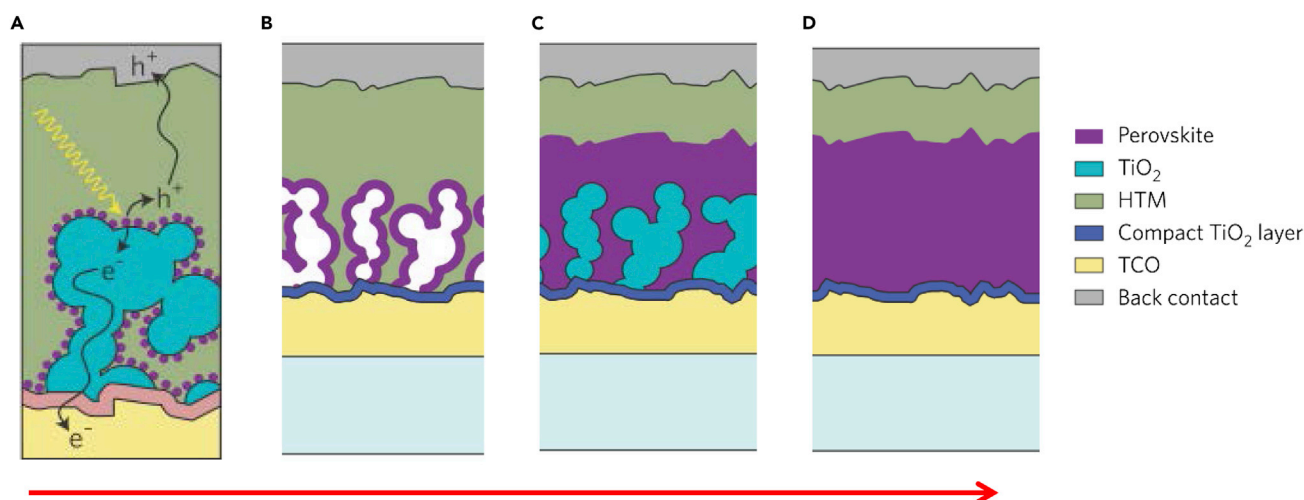 A
B
C
D
h⁺
h⁺
e⁻
e⁻
Perovskite
TiO₂
HTM
Compact TiO₂ layer
TCO
Back contact